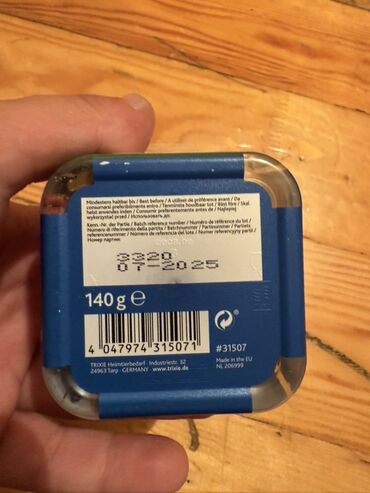 Mindestens haltbar bis / Best before / A utiliser de préférence avant / Da
consumarsi preferibilmente entro / Tenminste houdbaar tot / Bäst före / Skal
helst anvendes inden / Consumir preferentemente antes de / Najlepiej
wykorzystać przed / Использовать до:
Kenn.-Nr. der Partie / Batch reference number / Numéro de référence du lot /
Numero di riferimento della partita / Batchnummer / Partinummer / Partiets
referencenummer / Número de referencia del lote / Numer referencyjny partii /
Номер партии:
3320
07-2025
140 g e
4 047974 315071
#31507
TRIXIE Heimtierbedarf · Industriestr. 32
24963 Tarp · GERMANY · www.trixie.de
Made in the EU
NL 206999